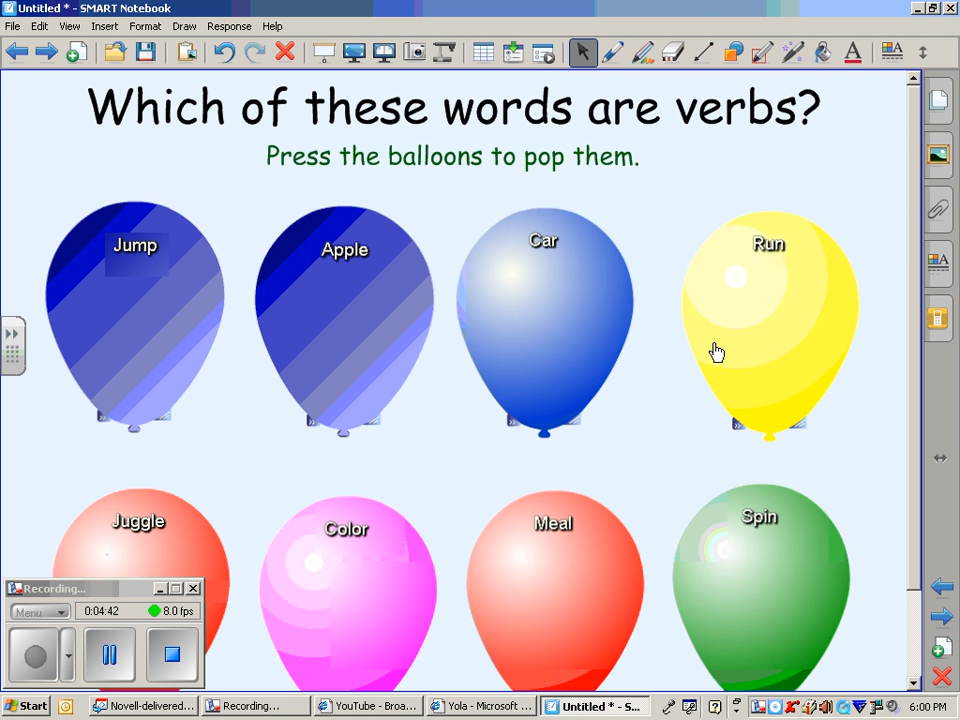 Untitled * - SMART Notebook
File Edit View Insert Format Draw Response Help
Which of these words are verbs?
Press the balloons to pop them.
Jump Apple Car Run
Juggle Color Meal Spin
Recording...
Menu 0:04:42 8.0 fps
Start Novell-delivered... Recording... YouTube - Broa... Yola - Microsoft ... Untitled * - S... 6:00 PM